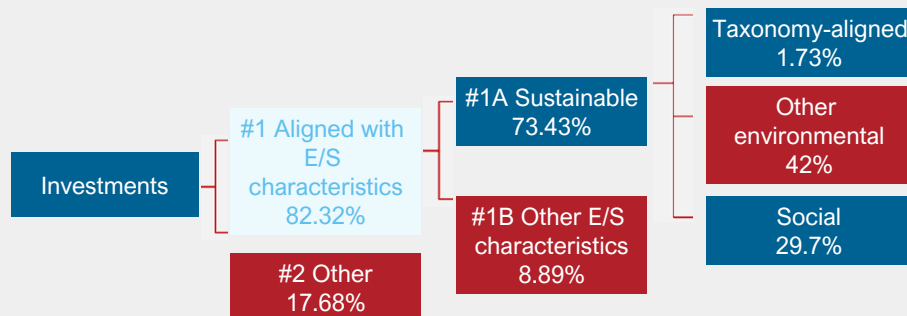 Investments
#1 Aligned with
E/S
characteristics
82.32%
#2 Other
17.68%
#1A Sustainable
73.43%
#1B Other E/S
characteristics
8.89%
Taxonomy-aligned
1.73%
Other
environmental
42%
Social
29.7%